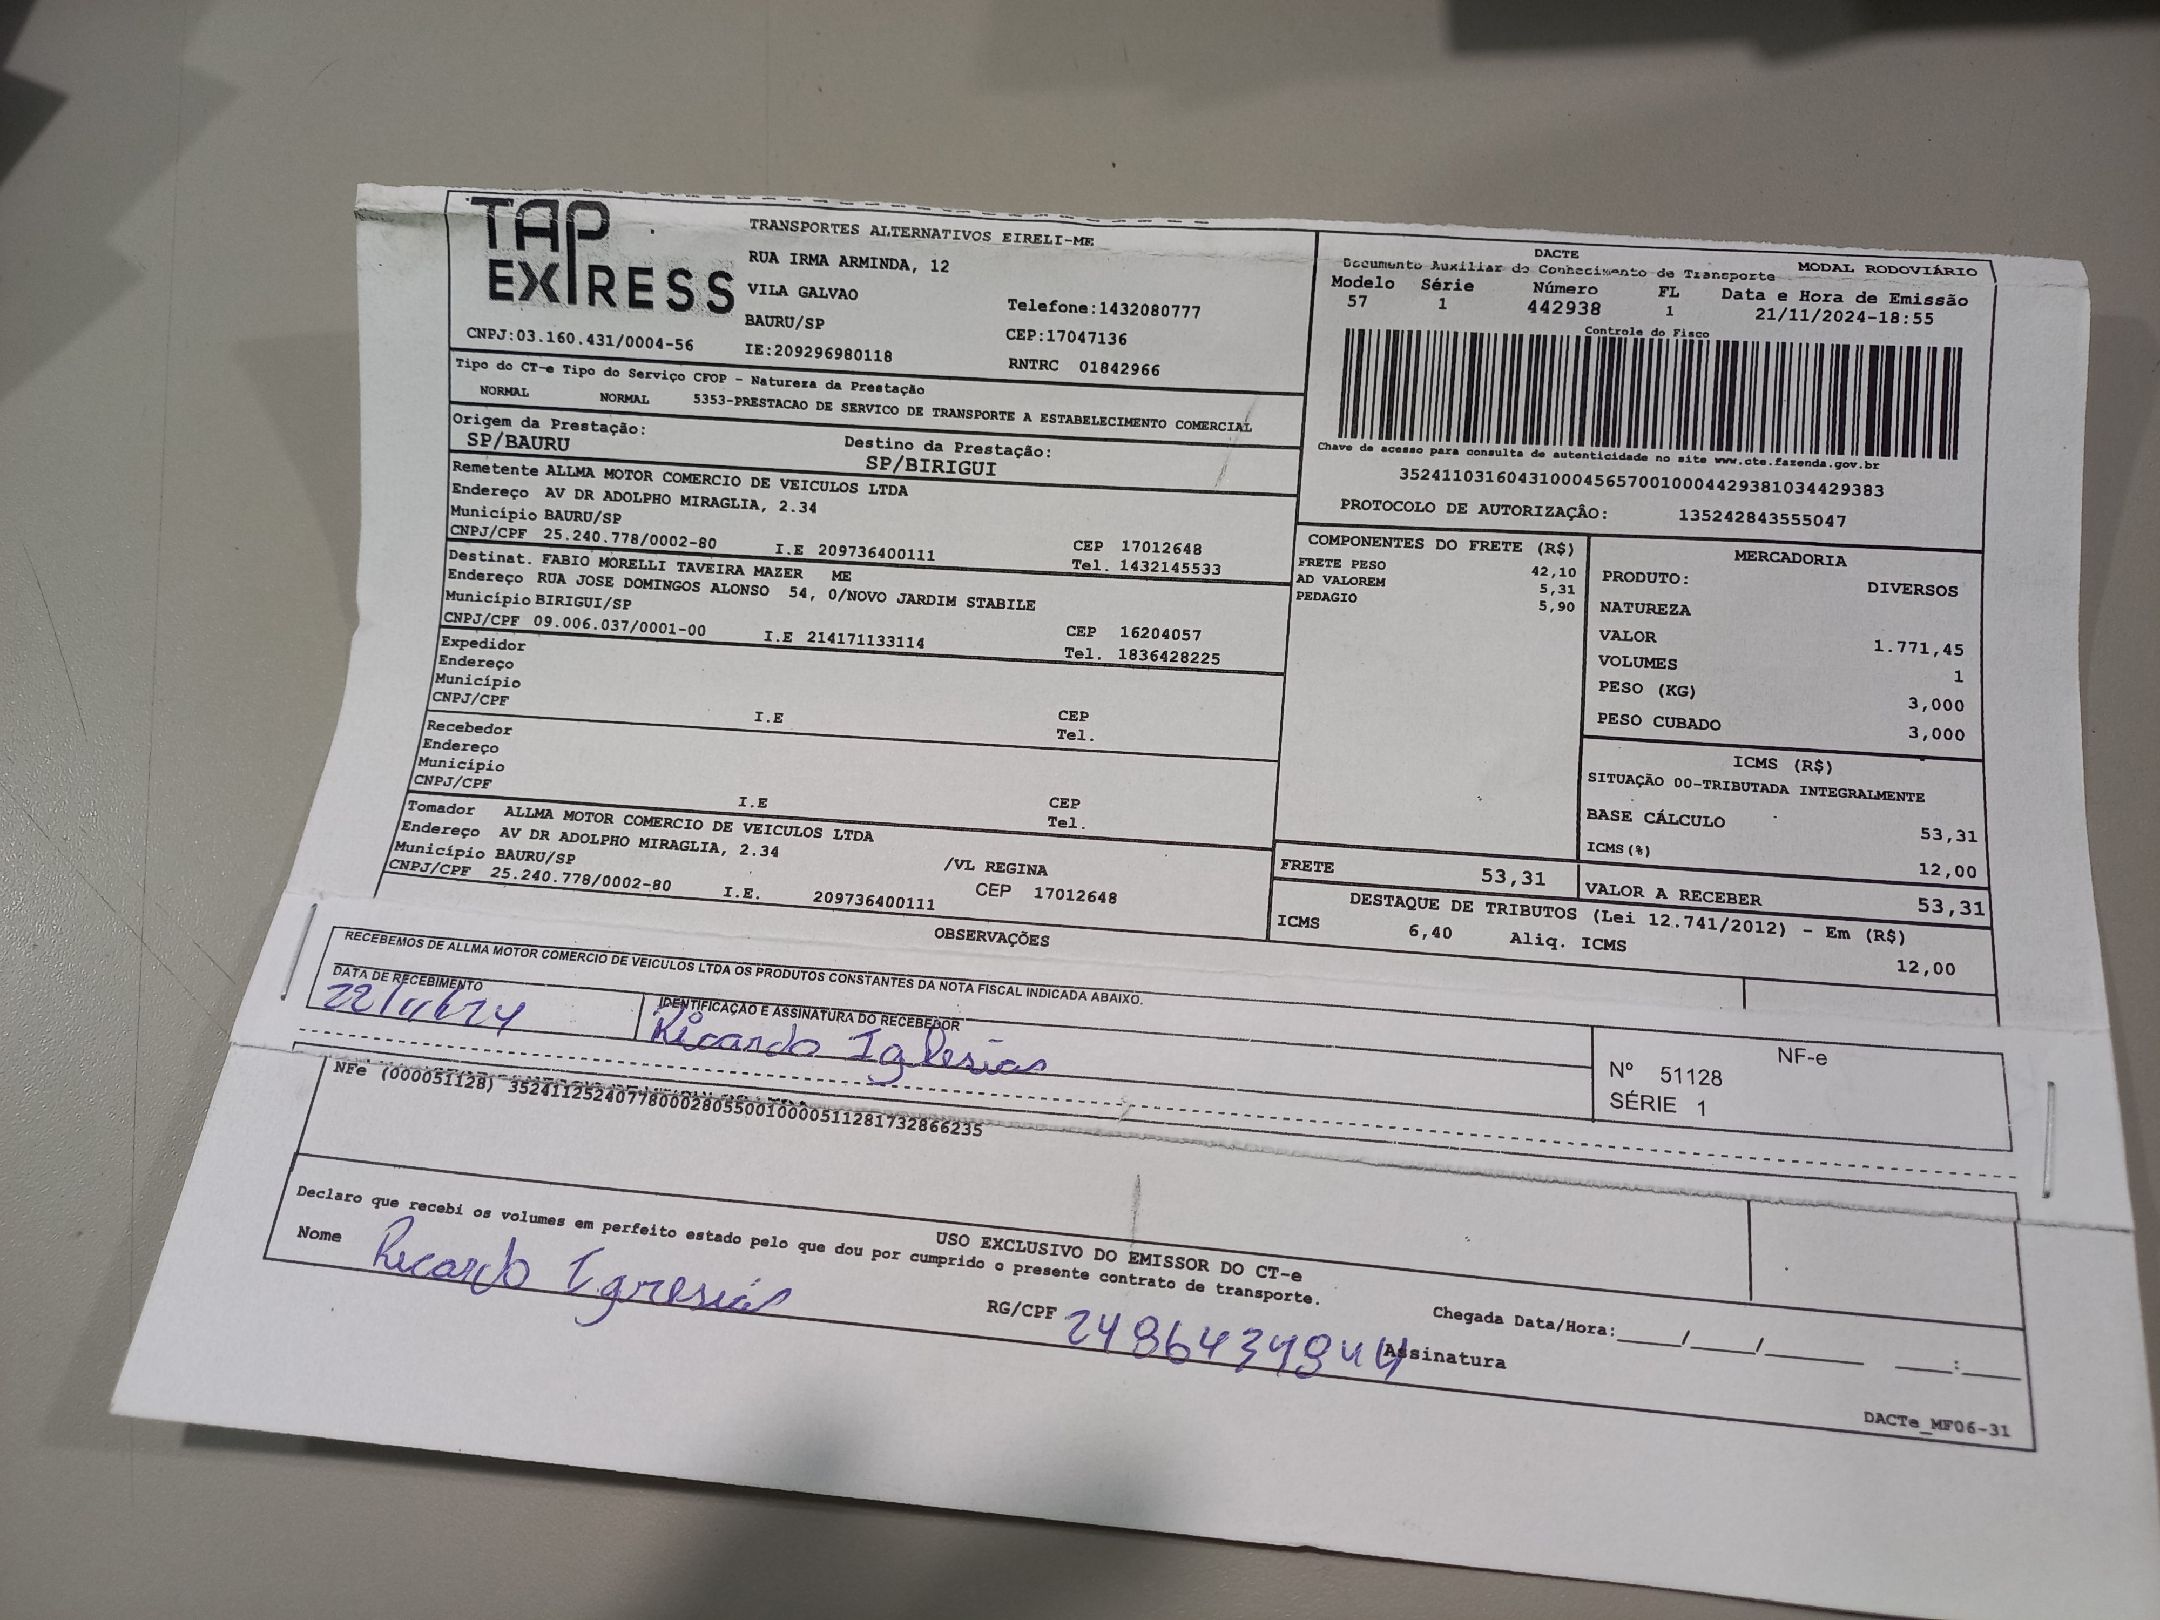 TAP
EXPRESS
TRANSPORTES ALTERNATIVOS EIRELI-ME
RUA IRMA ARMINDA, 12
VILA GALVAO
Telefone:1432080777
BAURU/SP
CEP:17047136
CNPJ:03.160.431/0004-56
IE:209296980118
RNTRC 01842966
DACTE
Documento Auxiliar do Conhecimento de Transporte
MODAL RODOVIÁRIO
Modelo Série Número FL Data e Hora de Emissão
57 1 442938 1 21/11/2024-18:55
Controle do Fisco
Chave de acesso para consulta de autenticidade no site www.cte.fazenda.gov.br
35241103160431000456570010004429381034429383
PROTOCOLO DE AUTORIZAÇÃO: 135242843555047
Tipo do CT-e Tipo do Serviço CFOP - Natureza da Prestação
NORMAL NORMAL 5353-PRESTACAO DE SERVICO DE TRANSPORTE A ESTABELECIMENTO COMERCIAL
Origem da Prestação:
SP/BAURU
Destino da Prestação:
SP/BIRIGUI
Remetente ALLMA MOTOR COMERCIO DE VEICULOS LTDA
Endereço AV DR ADOLPHO MIRAGLIA, 2.34
Município BAURU/SP
CEP 17012648
CNPJ/CPF 25.240.778/0002-80 I.E 209736400111 Tel. 1432145533
Destinat. FABIO MORELLI TAVEIRA MAZER ME
Endereço RUA JOSE DOMINGOS ALONSO 54, 0/NOVO JARDIM STABILE
Município BIRIGUI/SP
CEP 16204057
CNPJ/CPF 09.006.037/0001-00 I.E 214171133114 Tel. 1836428225
Expedidor
Endereço
Município
CEP
CNPJ/CPF I.E Tel.
Recebedor
Endereço
Município
CEP
CNPJ/CPF I.E Tel.
Tomador ALLMA MOTOR COMERCIO DE VEICULOS LTDA
Endereço AV DR ADOLPHO MIRAGLIA, 2.34 /VL REGINA
Município BAURU/SP CEP 17012648
CNPJ/CPF 25.240.778/0002-80 I.E. 209736400111
COMPONENTES DO FRETE (R$)
FRETE PESO 42,10
AD VALOREM 5,31
PEDAGIO 5,90
MERCADORIA
PRODUTO: DIVERSOS
NATUREZA
VALOR 1.771,45
VOLUMES 1
PESO (KG) 3,000
PESO CUBADO 3,000
ICMS (R$)
SITUAÇÃO 00-TRIBUTADA INTEGRALMENTE
BASE CÁLCULO 53,31
ICMS(%) 12,00
FRETE 53,31
VALOR A RECEBER 53,31
DESTAQUE DE TRIBUTOS (Lei 12.741/2012) - Em (R$)
ICMS 6,40 Aliq. ICMS 12,00
OBSERVAÇÕES
RECEBEMOS DE ALLMA MOTOR COMERCIO DE VEICULOS LTDA OS PRODUTOS CONSTANTES DA NOTA FISCAL INDICADA ABAIXO.
DATA DE RECEBIMENTO
22/11/24
IDENTIFICAÇÃO E ASSINATURA DO RECEBEDOR
Ricardo Iglesias
NF-e
Nº 51128
SÉRIE 1
NFe (000051128) 35241125240778000280550010000511281732866235
USO EXCLUSIVO DO EMISSOR DO CT-e
Declaro que recebi os volumes em perfeito estado pelo que dou por cumprido o presente contrato de transporte.
Nome Ricardo Igresias
RG/CPF
Assinatura
Chegada Data/Hora:____/____/______ ____:____
DACTe_MF06-31